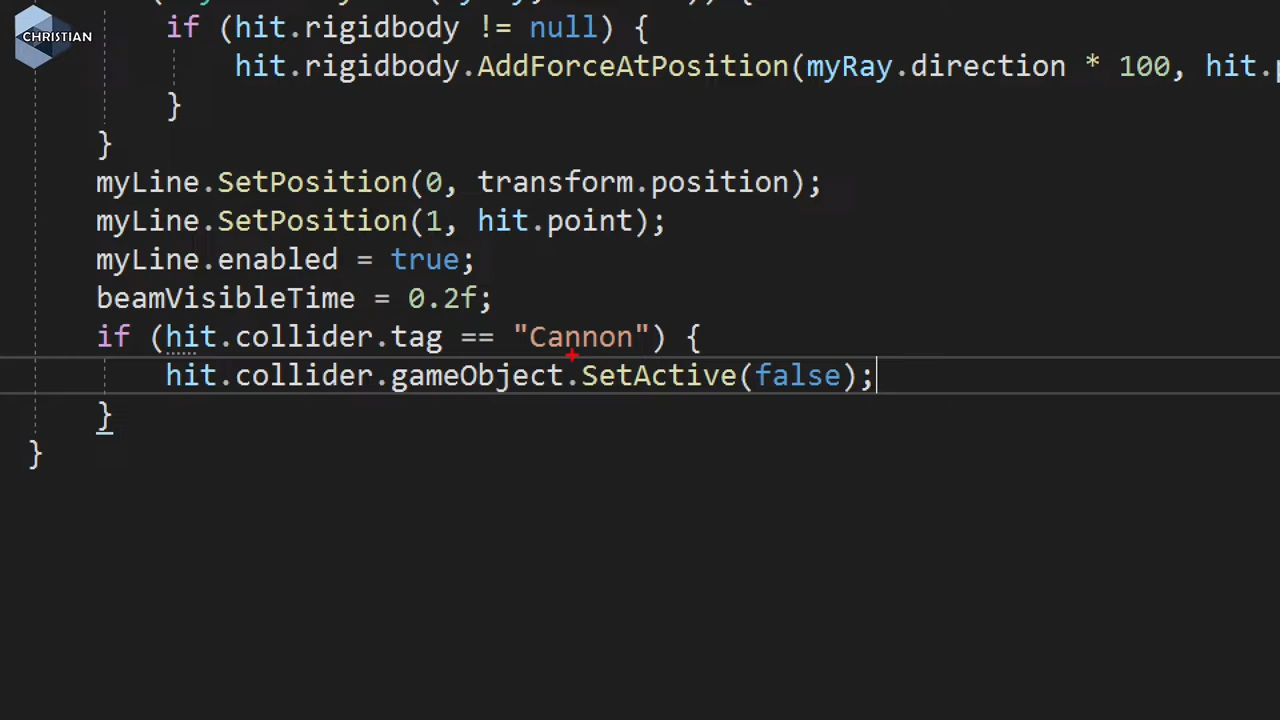 CHRISTIAN
if (hit.rigidbody != null) {
hit.rigidbody.AddForceAtPosition(myRay.direction * 100, hit.
}
}
myLine.SetPosition(0, transform.position);
myLine.SetPosition(1, hit.point);
myLine.enabled = true;
beamVisibleTime = 0.2f;
if (hit.collider.tag == "Cannon") {
hit.collider.gameObject.SetActive(false);
}
}